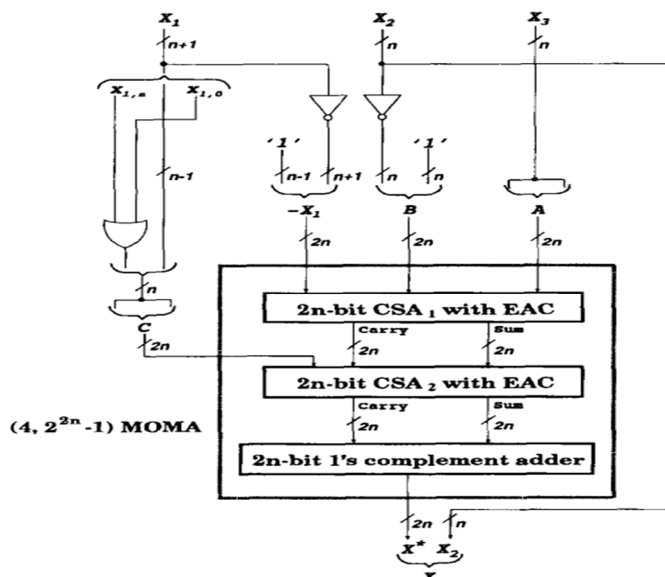 X1 X2 X3
n+1 n n
x1,n x1,0
'1' '1'
n-1 n-1 n+1 n n
-X1 B A
n 2n 2n 2n
2n-bit CSA1 with EAC
C Carry Sum
2n 2n 2n
2n-bit CSA2 with EAC
Carry Sum
(4, 2^2n -1) MOMA 2n 2n
2n-bit 1's complement adder
2n n
X* X2
X